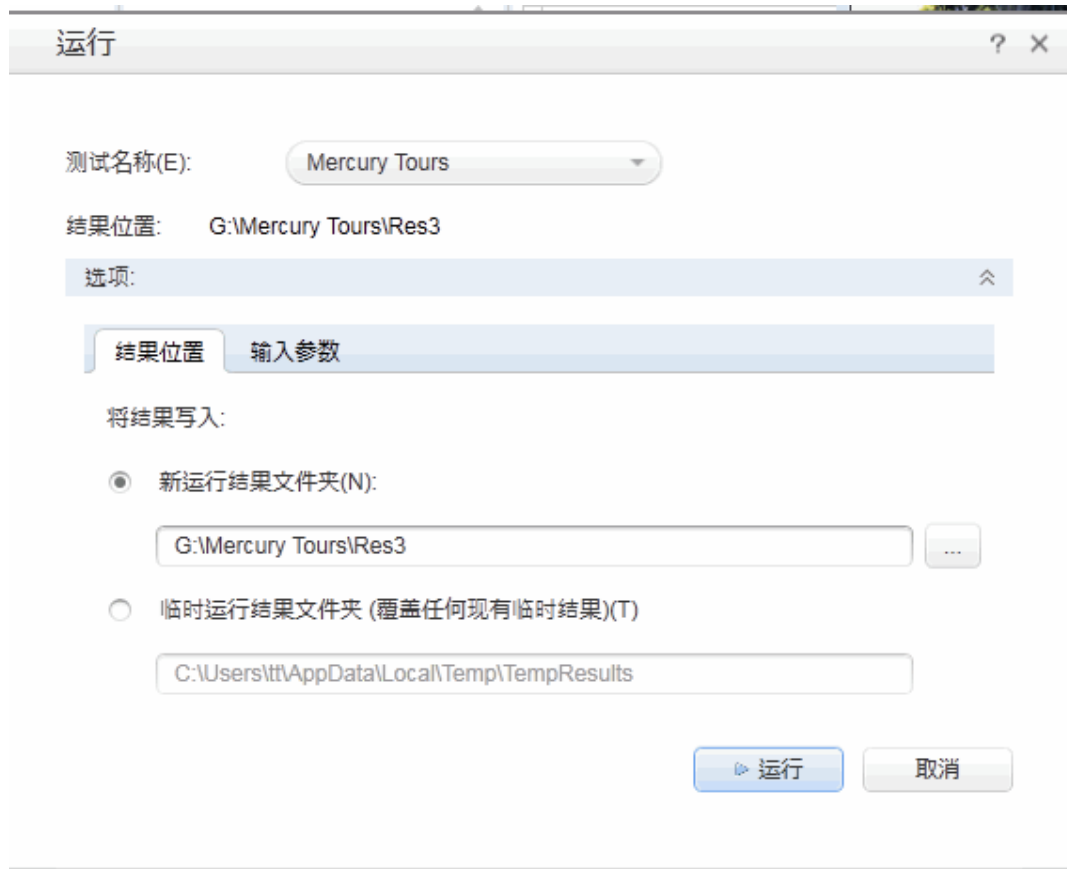 运行
? ×
测试名称(E): Mercury Tours
结果位置: G:\Mercury Tours\Res3
选项:
结果位置 输入参数
将结果写入:
新运行结果文件夹(N):
G:\Mercury Tours\Res3
...
临时运行结果文件夹 (覆盖任何现有临时结果)(T)
C:\Users\tt\AppData\Local\Temp\TempResults
运行 取消